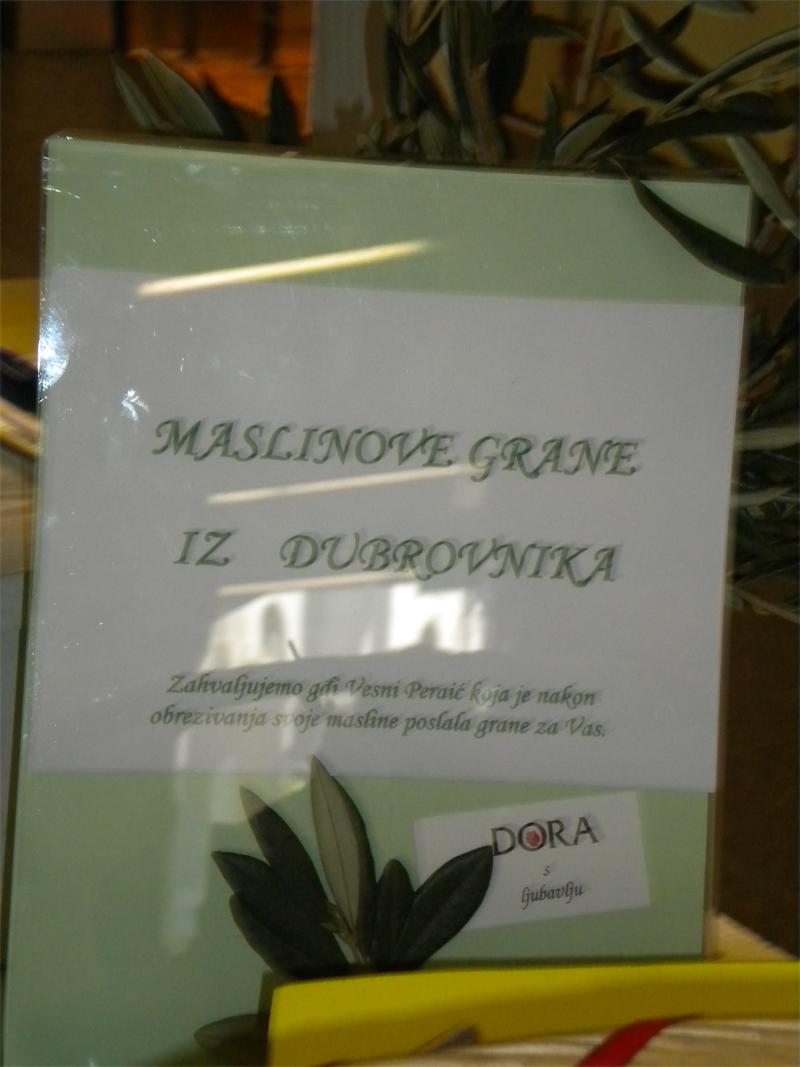 MASLINOVE GRANE
IZ DUBROVNIKA
Zahvaljujemo gđi Vesni Peraić koja je nakon
obrezivanja svoje masline poslala grane za Vas.
DORA
s
ljubavlju